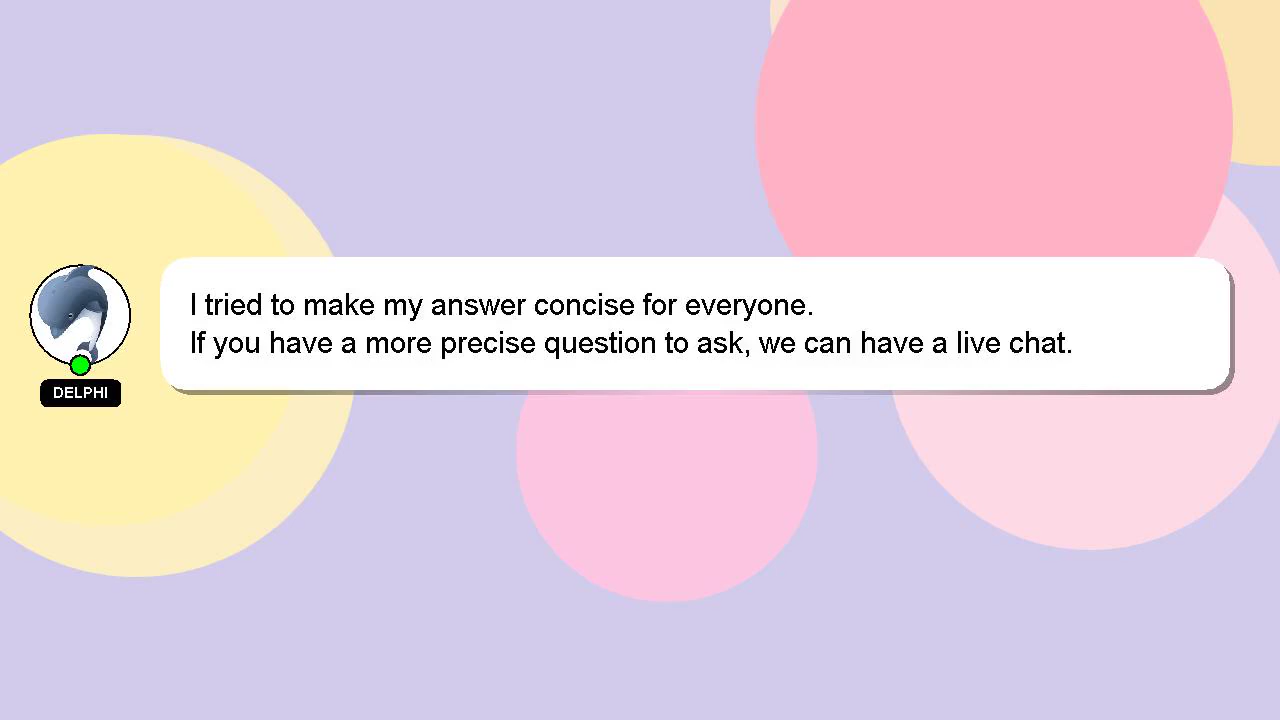 I tried to make my answer concise for everyone.
If you have a more precise question to ask, we can have a live chat.
DELPHI